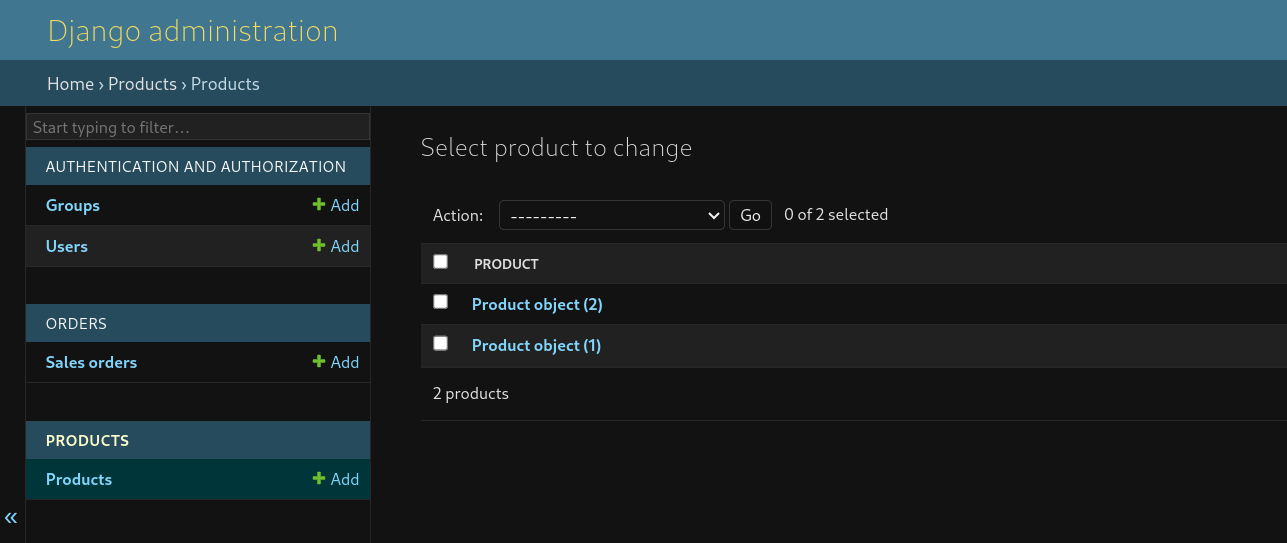 Django administration
Home › Products › Products
Start typing to filter…
AUTHENTICATION AND AUTHORIZATION
Groups + Add
Users + Add
ORDERS
Sales orders + Add
PRODUCTS
Products + Add
«
Select product to change
Action: --------- Go 0 of 2 selected
PRODUCT
Product object (2)
Product object (1)
2 products